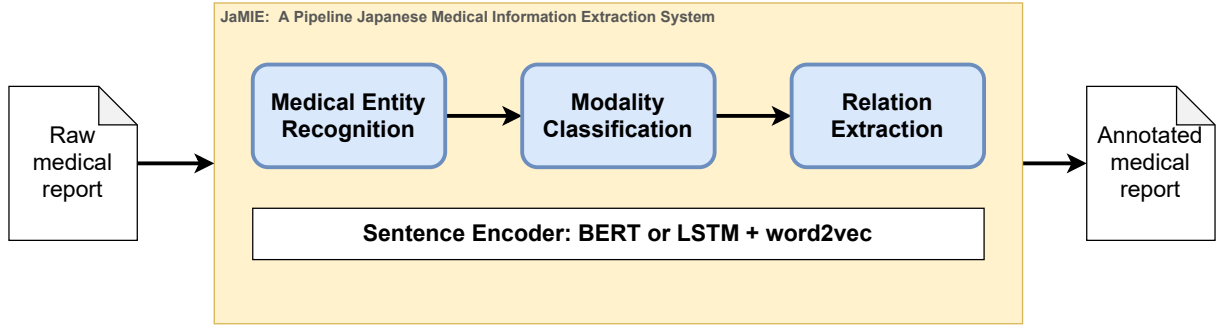 JaMIE: A Pipeline Japanese Medical Information Extraction System
Raw
medical
report
Medical Entity
Recognition
Modality
Classification
Relation
Extraction
Sentence Encoder: BERT or LSTM + word2vec
Annotated
medical
report